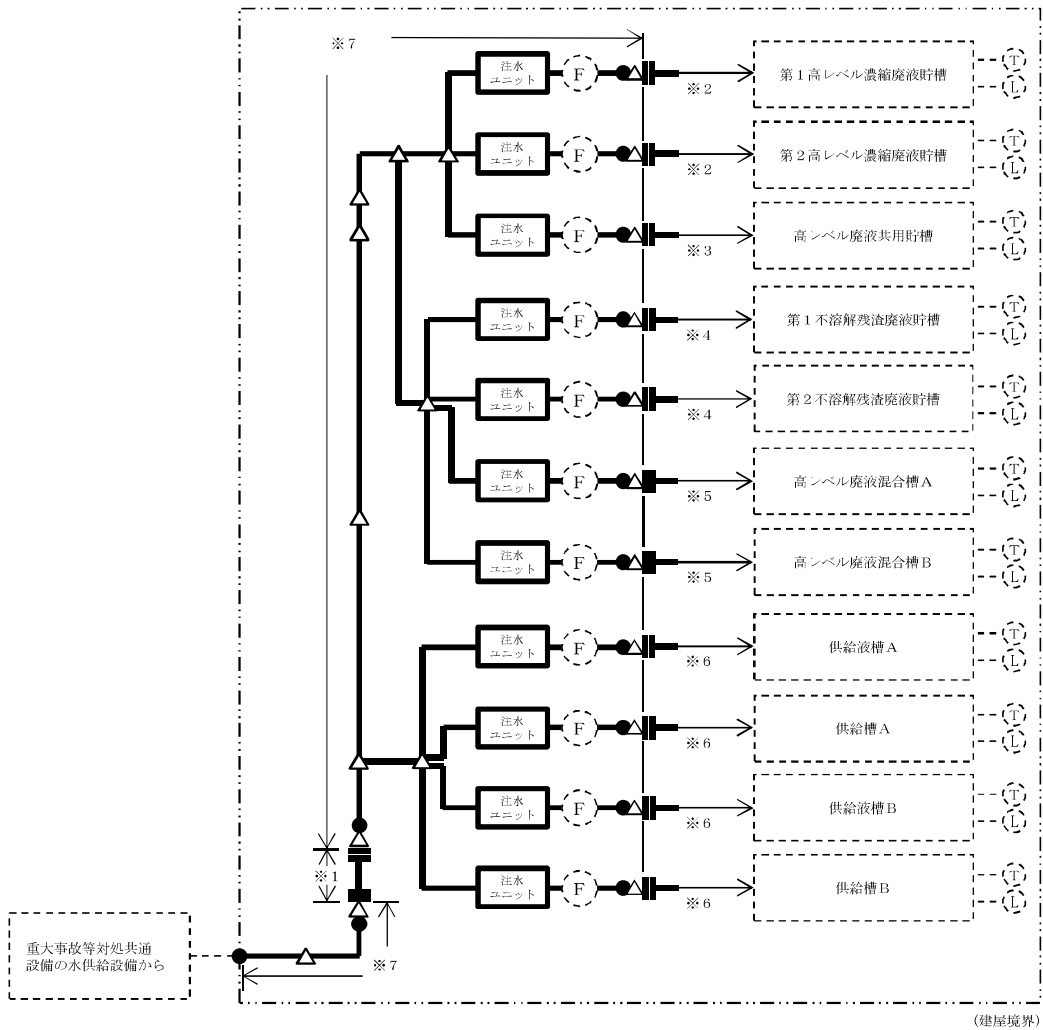 ※7
注水
ユニット
F
※2
第1高レベル濃縮廃液貯槽
T
L
注水
ユニット
F
※2
第2高レベル濃縮廃液貯槽
T
L
注水
ユニット
F
※3
高レベル廃液共用貯槽
T
L
注水
ユニット
F
※4
第1不溶解残渣廃液貯槽
T
L
注水
ユニット
F
※4
第2不溶解残渣廃液貯槽
T
L
注水
ユニット
F
※5
高レベル廃液混合槽A
T
L
注水
ユニット
F
※5
高レベル廃液混合槽B
T
L
注水
ユニット
F
※6
供給液槽A
T
L
注水
ユニット
F
※6
供給槽A
T
L
注水
ユニット
F
※6
供給液槽B
T
L
注水
ユニット
F
※6
供給槽B
T
L
※1
重大事故等対処共通
設備の水供給設備から
※7
(建屋境界)